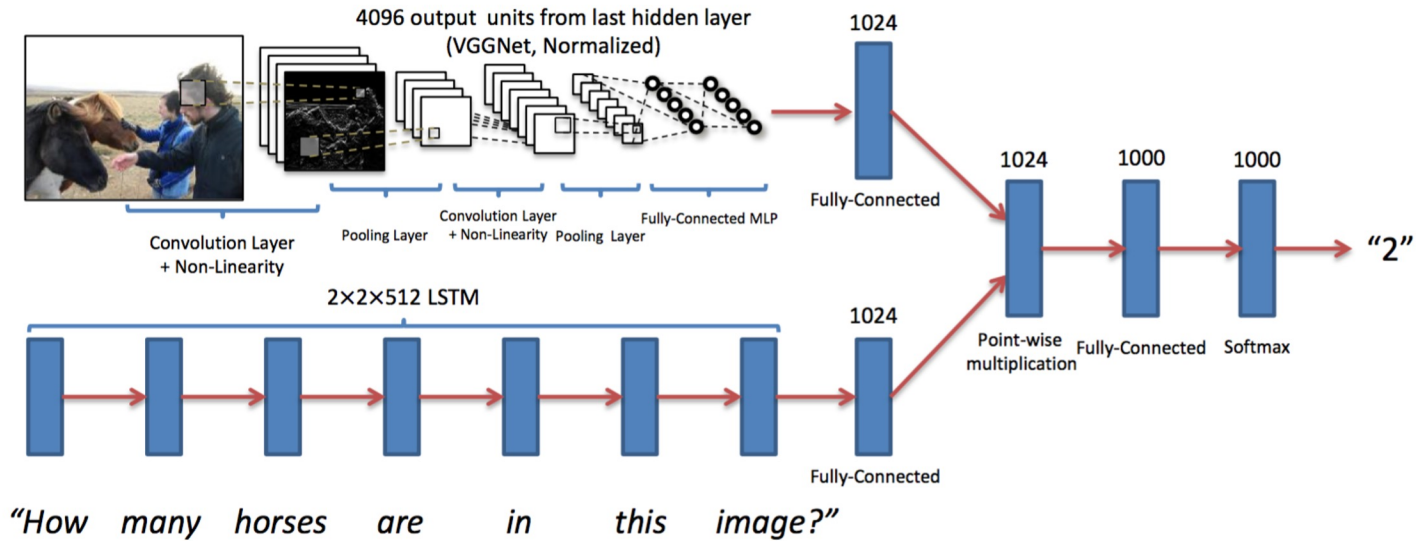 4096 output units from last hidden layer
(VGGNet, Normalized)
1024
Fully-Connected
Convolution Layer
+ Non-Linearity
Pooling Layer
Convolution Layer
+ Non-Linearity
Pooling Layer
Fully-Connected MLP
2×2×512 LSTM
1024
Fully-Connected
1024
Point-wise
multiplication
1000
Fully-Connected
1000
Softmax
“2”
“How many horses are in this image?”